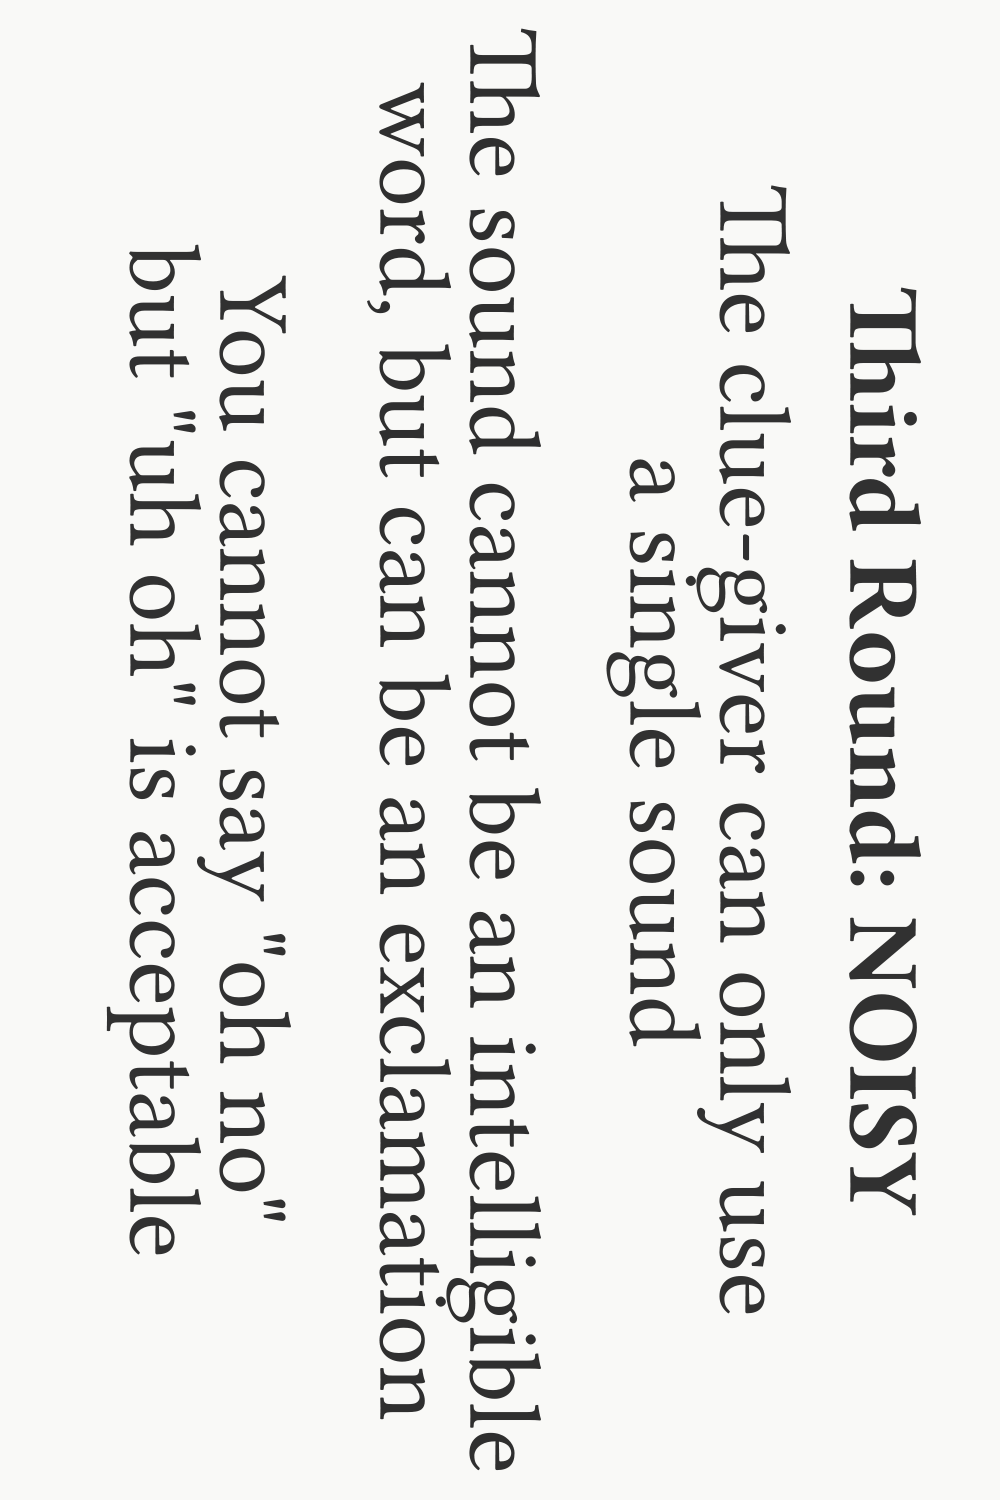 Third Round: NOISY
The clue-giver can only use
a single sound
The sound cannot be an intelligible
word, but can be an exclamation
You cannot say "oh no"
but "uh oh" is acceptable